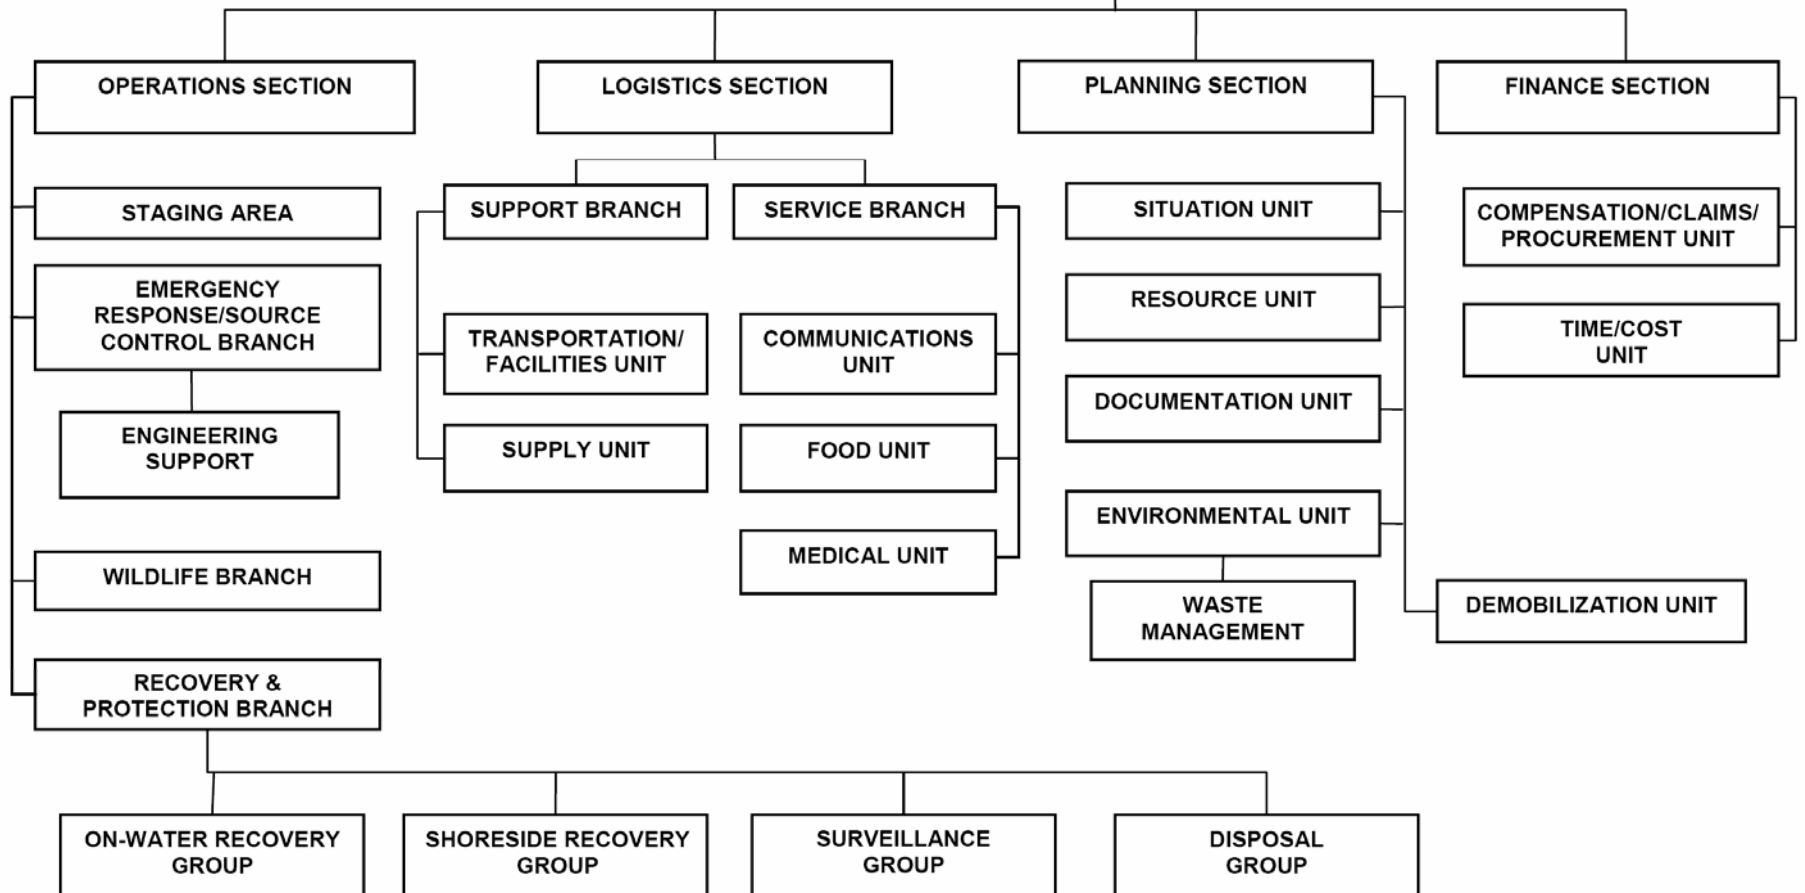 OPERATIONS SECTION
LOGISTICS SECTION
PLANNING SECTION
FINANCE SECTION
STAGING AREA
SUPPORT BRANCH
SERVICE BRANCH
SITUATION UNIT
COMPENSATION/CLAIMS/
PROCUREMENT UNIT
EMERGENCY
RESPONSE/SOURCE
CONTROL BRANCH
TRANSPORTATION/
FACILITIES UNIT
COMMUNICATIONS
UNIT
RESOURCE UNIT
TIME/COST
UNIT
ENGINEERING
SUPPORT
SUPPLY UNIT
FOOD UNIT
DOCUMENTATION UNIT
MEDICAL UNIT
ENVIRONMENTAL UNIT
WILDLIFE BRANCH
WASTE
MANAGEMENT
DEMOBILIZATION UNIT
RECOVERY &
PROTECTION BRANCH
ON-WATER RECOVERY
GROUP
SHORESIDE RECOVERY
GROUP
SURVEILLANCE
GROUP
DISPOSAL
GROUP